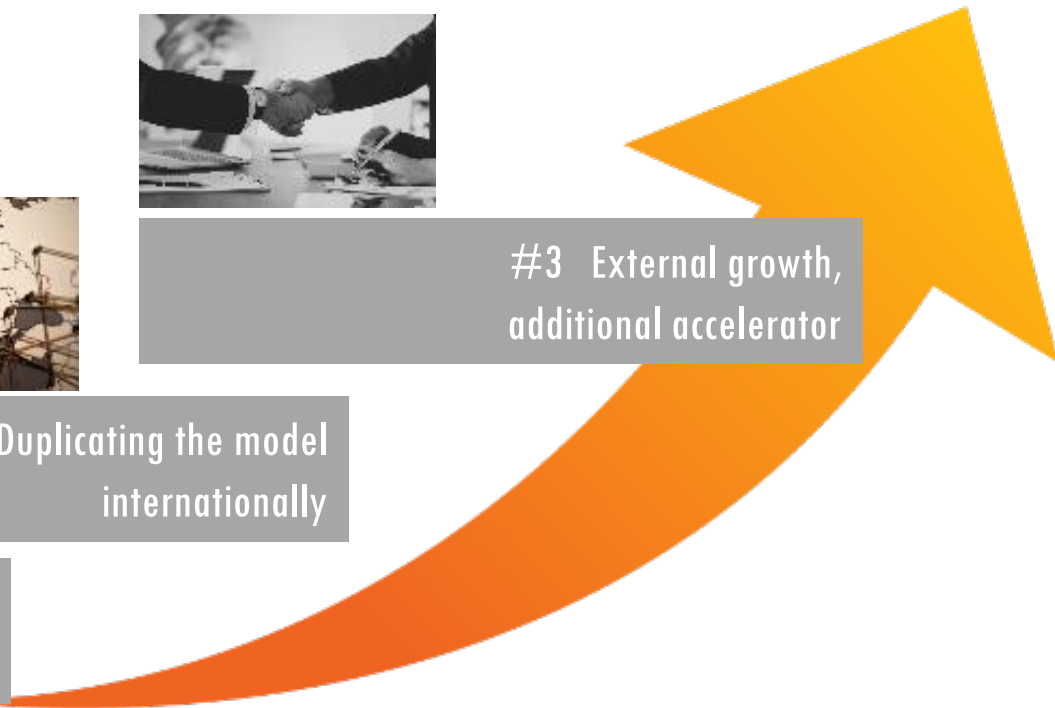 #3 External growth,
additional accelerator
Duplicating the model
internationally